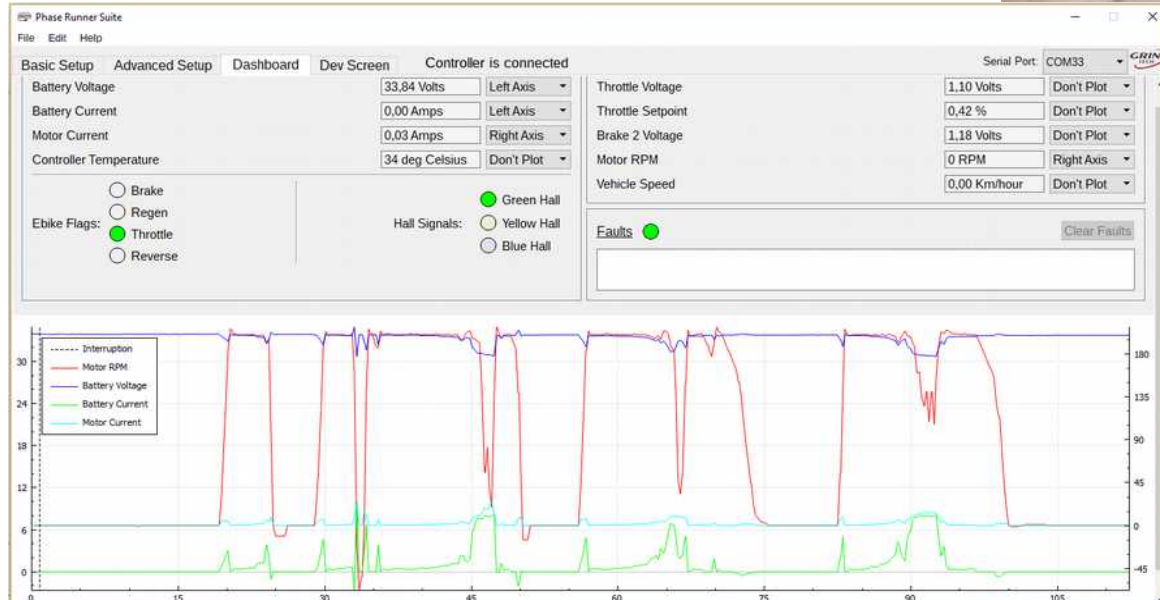 Phase Runner Suite
File Edit Help
Basic Setup Advanced Setup Dashboard Dev Screen Controller is connected Serial Port: COM33 GRIN TECH
Battery Voltage 33,84 Volts Left Axis
Battery Current 0,00 Amps Left Axis
Motor Current 0,03 Amps Right Axis
Controller Temperature 34 deg Celsius Don't Plot
Ebike Flags:
Brake
Regen
Throttle
Reverse
Hall Signals:
Green Hall
Yellow Hall
Blue Hall
Throttle Voltage 1,10 Volts Don't Plot
Throttle Setpoint 0,42 % Don't Plot
Brake 2 Voltage 1,18 Volts Don't Plot
Motor RPM 0 RPM Right Axis
Vehicle Speed 0,00 Km/hour Don't Plot
Faults Clear Faults
Interruption
Motor RPM
Battery Voltage
Battery Current
Motor Current
30
24
18
12
6
0
180
135
90
45
0
-45
0 15 30 45 60 75 90 105